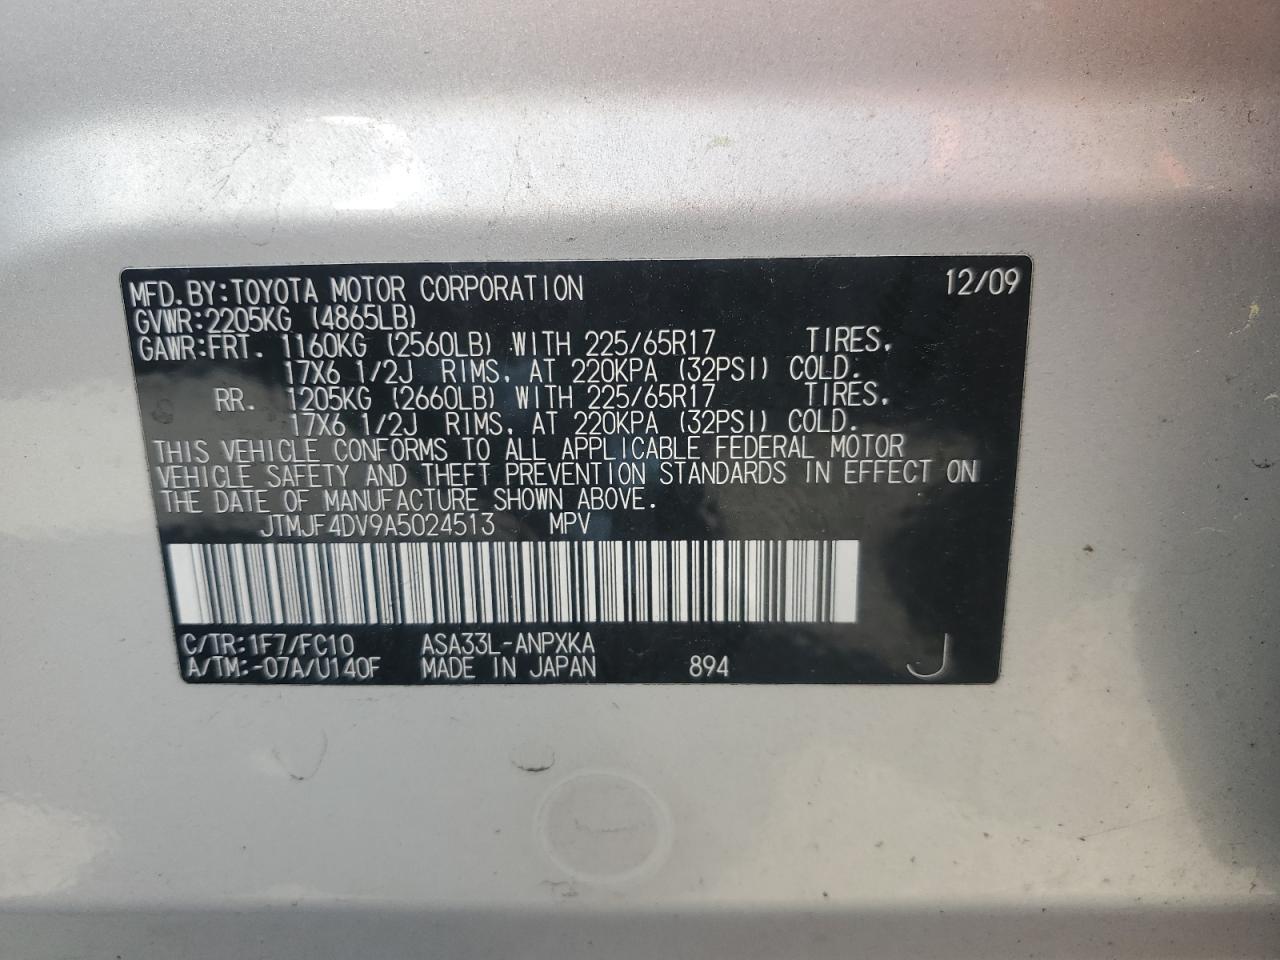 MFD.BY:TOYOTA MOTOR CORPORATION 12/09
GVWR:2205KG (4865LB)
GAWR:FRT. 1160KG (2560LB) WITH 225/65R17 TIRES,
17X6 1/2J RIMS, AT 220KPA (32PSI) COLD.
RR. 1205KG (2660LB) WITH 225/65R17 TIRES,
17X6 1/2J RIMS, AT 220KPA (32PSI) COLD.
THIS VEHICLE CONFORMS TO ALL APPLICABLE FEDERAL MOTOR
VEHICLE SAFETY AND THEFT PREVENTION STANDARDS IN EFFECT ON
THE DATE OF MANUFACTURE SHOWN ABOVE.
JTMJF4DV9A5024513 MPV
C/TR:1F7/FC10 ASA33L-ANPXKA
A/TM:-07A/U140F MADE IN JAPAN 894 J